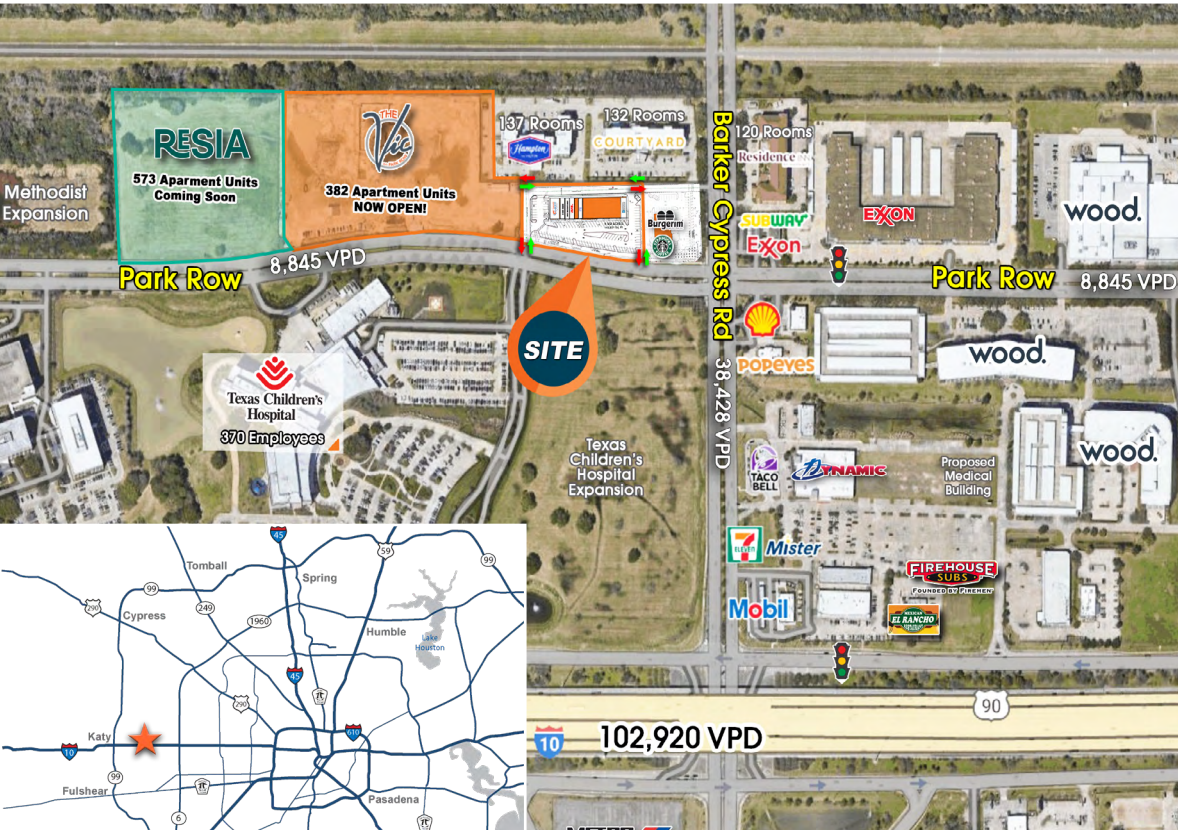 RESIA
573 Aparment Units
Coming Soon
THE
Vic
382 Apartment Units
NOW OPEN!
137 Rooms
Hampton
132 Rooms
COURTYARD
Barker Cypress Rd
120 Rooms
Residence INN
SUBWAY
Exxon
EXXON
wood.
Methodist
Expansion
Burgerim
Park Row
8,845 VPD
Park Row
8,845 VPD
SITE
38,428 VPD
POPEYES
wood.
Texas Children's
Hospital
370 Employees
Texas
Children's
Hospital
Expansion
TACO
BELL
DYNAMIC
Proposed
Medical
Building
wood.
7
ELEVEN
Mister
FIREHOUSE
SUBS
FOUNDED BY FIREMEN
Mobil
MEXICAN
EL RANCHO
90
10
102,920 VPD
45
59
99
Tomball
Spring
99
290
249
Cypress
1960
Humble
Lake
Houston
45
290
610
Katy
10
99
Fulshear
6
Pasadena